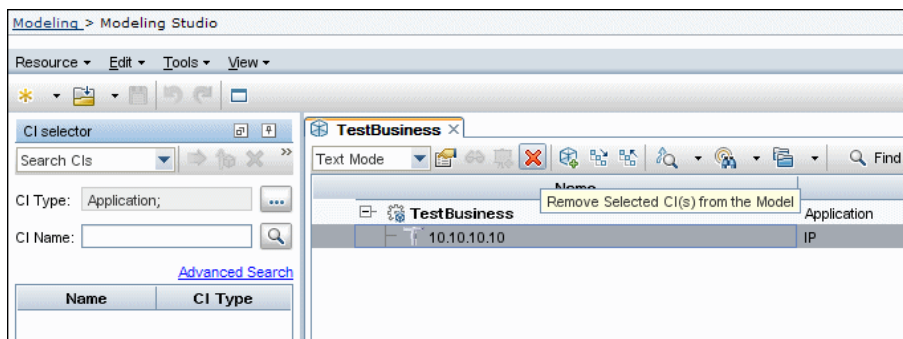 Modeling > Modeling Studio
Resource Edit Tools View
CI selector
TestBusiness
Search CIs
Text Mode
Find
Name
Remove Selected CI(s) from the Model
CI Type: Application; ...
TestBusiness Application
CI Name:
10.10.10.10 IP
Advanced Search
Name CI Type